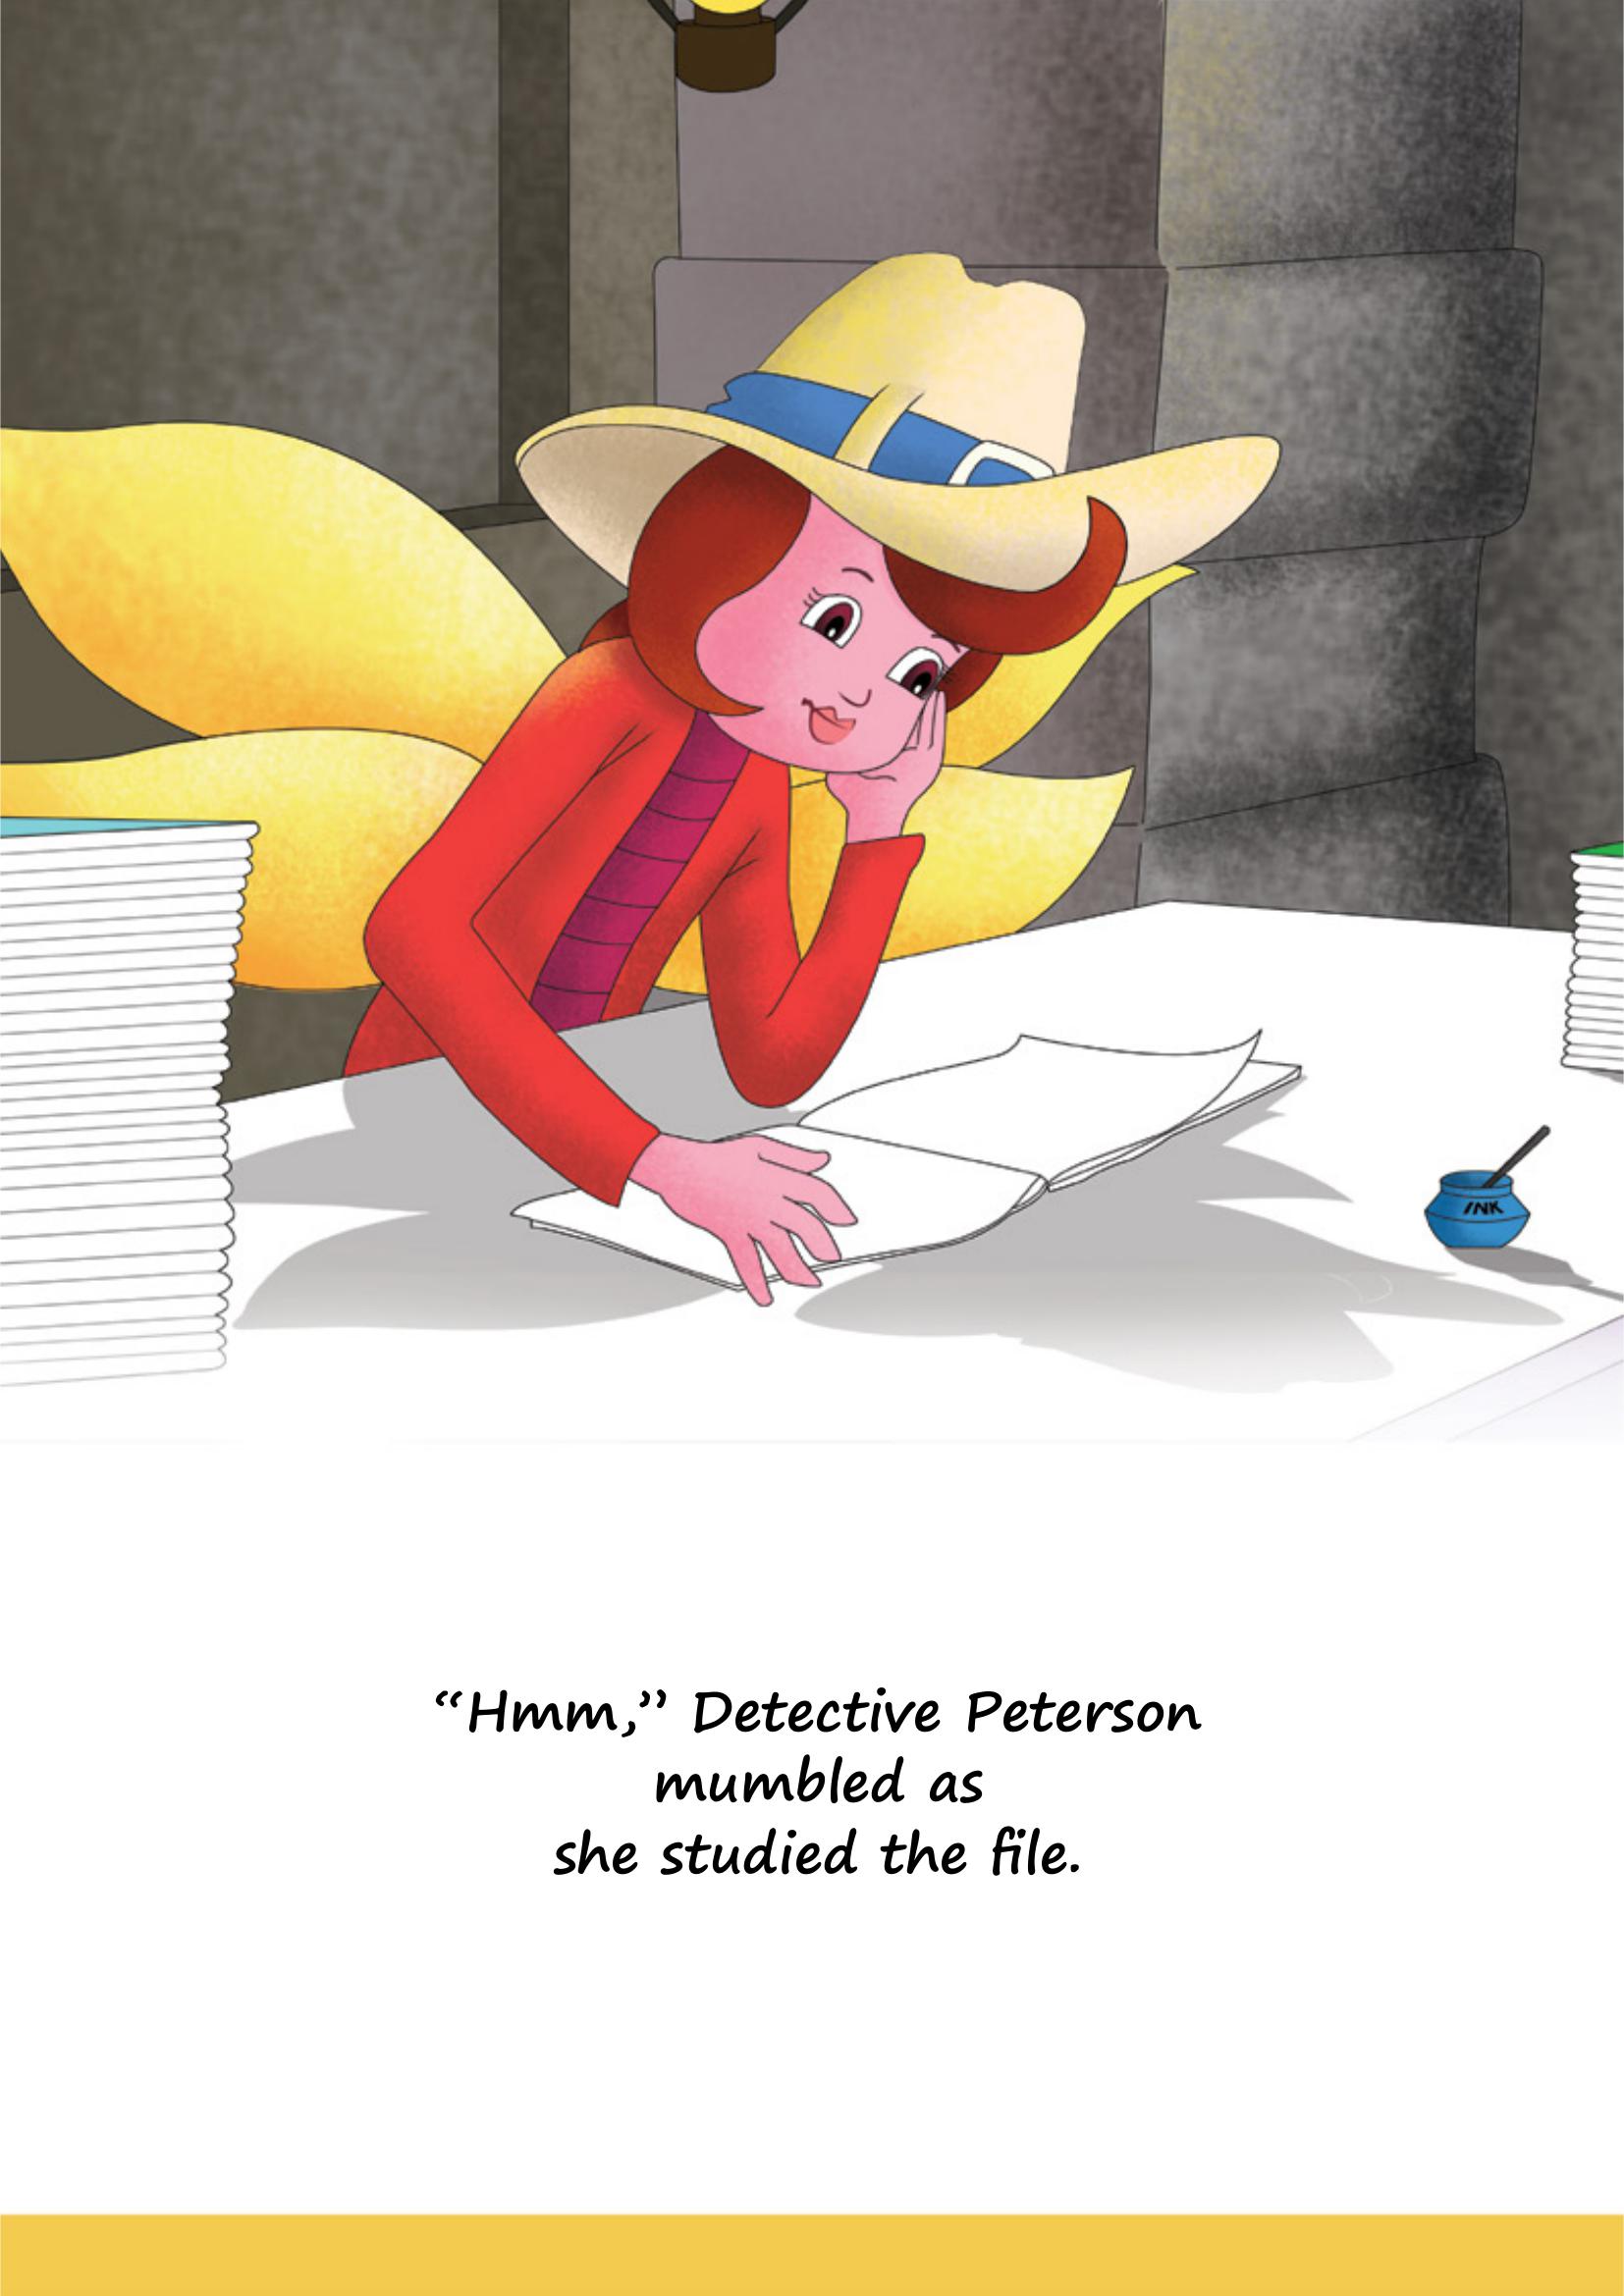 INK
“Hmm,” Detective Peterson
mumbled as
she studied the file.